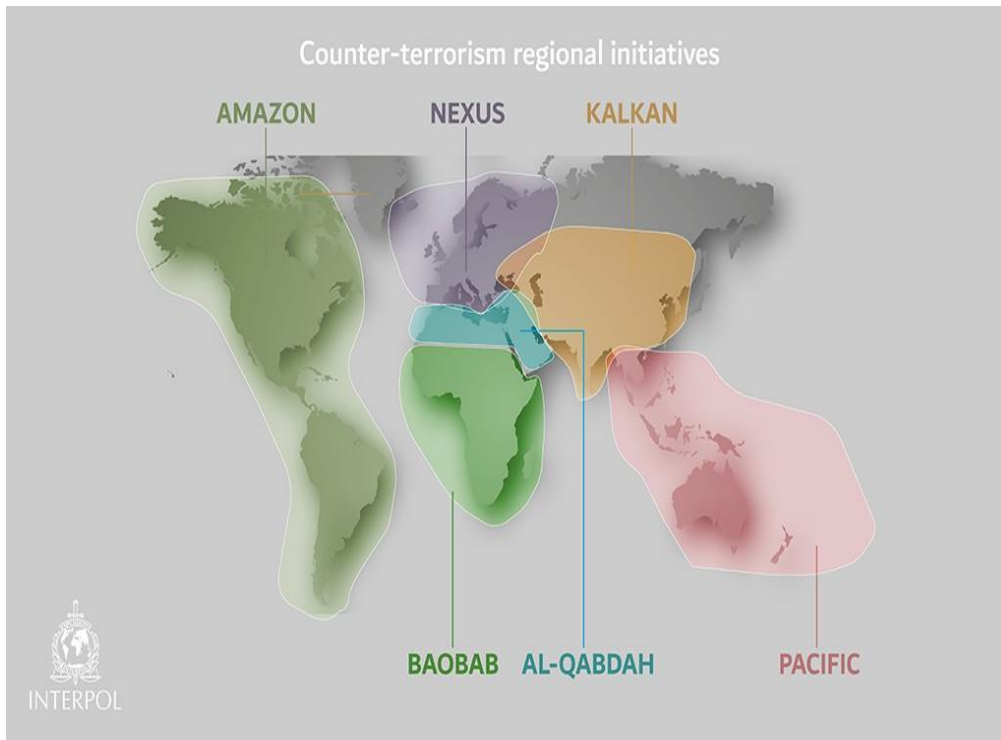 Counter-terrorism regional initiatives
AMAZON NEXUS KALKAN
BAOBAB AL-QABDAH PACIFIC
INTERPOL